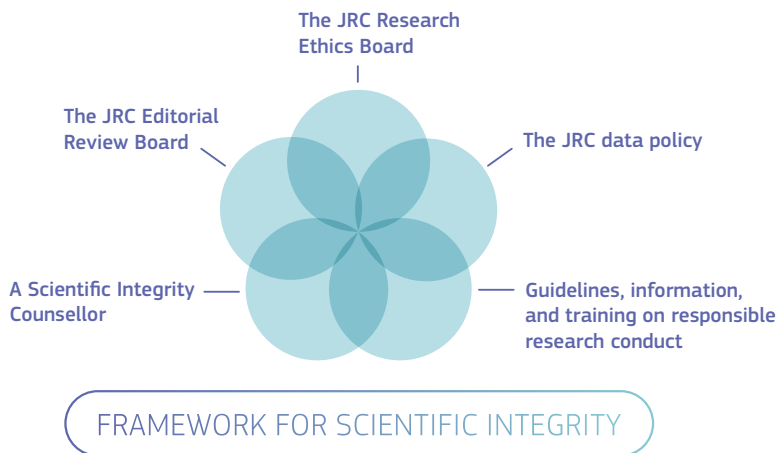 The JRC Research
Ethics Board
The JRC Editorial
Review Board
The JRC data policy
A Scientific Integrity
Counsellor
Guidelines, information,
and training on responsible
research conduct
FRAMEWORK FOR SCIENTIFIC INTEGRITY